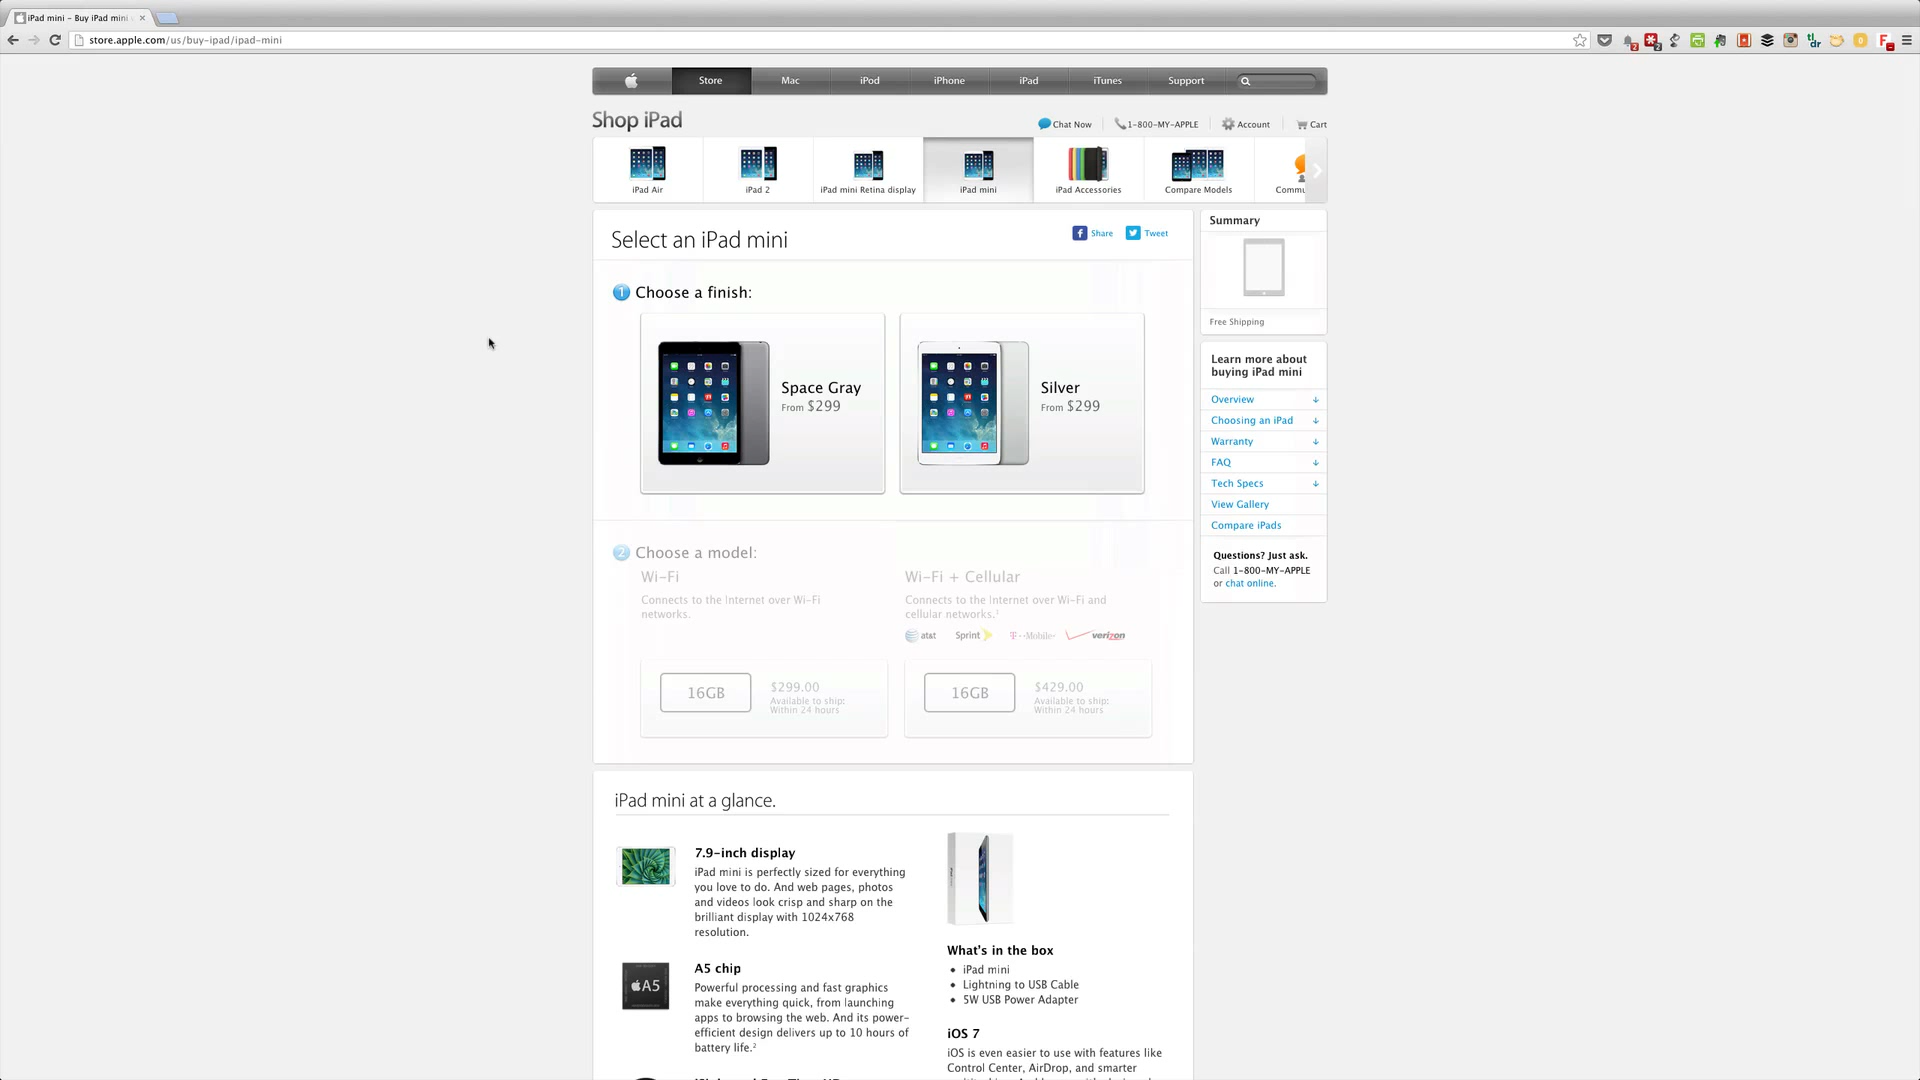 iPad mini – Buy iPad mini
store.apple.com/us/buy-ipad/ipad-mini
Store Mac iPod iPhone iPad iTunes Support
Shop iPad
Chat Now 1-800-MY-APPLE Account Cart
iPad Air iPad 2 iPad mini Retina display iPad mini iPad Accessories Compare Models Commu
Select an iPad mini
Share Tweet
1 Choose a finish:
Space Gray
From $299
Silver
From $299
2 Choose a model:
Wi-Fi
Connects to the Internet over Wi-Fi
networks.
16GB
$299.00
Available to ship:
Within 24 hours
Wi-Fi + Cellular
Connects to the Internet over Wi-Fi and
cellular networks.¹
at&t Sprint T-Mobile verizon
16GB
$429.00
Available to ship:
Within 24 hours
Summary
Free Shipping
Learn more about
buying iPad mini
Overview
Choosing an iPad
Warranty
FAQ
Tech Specs
View Gallery
Compare iPads
Questions? Just ask.
Call 1-800-MY-APPLE
or chat online.
iPad mini at a glance.
7.9-inch display
iPad mini is perfectly sized for everything
you love to do. And web pages, photos
and videos look crisp and sharp on the
brilliant display with 1024x768
resolution.
A5
A5 chip
Powerful processing and fast graphics
make everything quick, from launching
apps to browsing the web. And its power-
efficient design delivers up to 10 hours of
battery life.²
What's in the box
• iPad mini
• Lightning to USB Cable
• 5W USB Power Adapter
iOS 7
iOS is even easier to use with features like
Control Center, AirDrop, and smarter